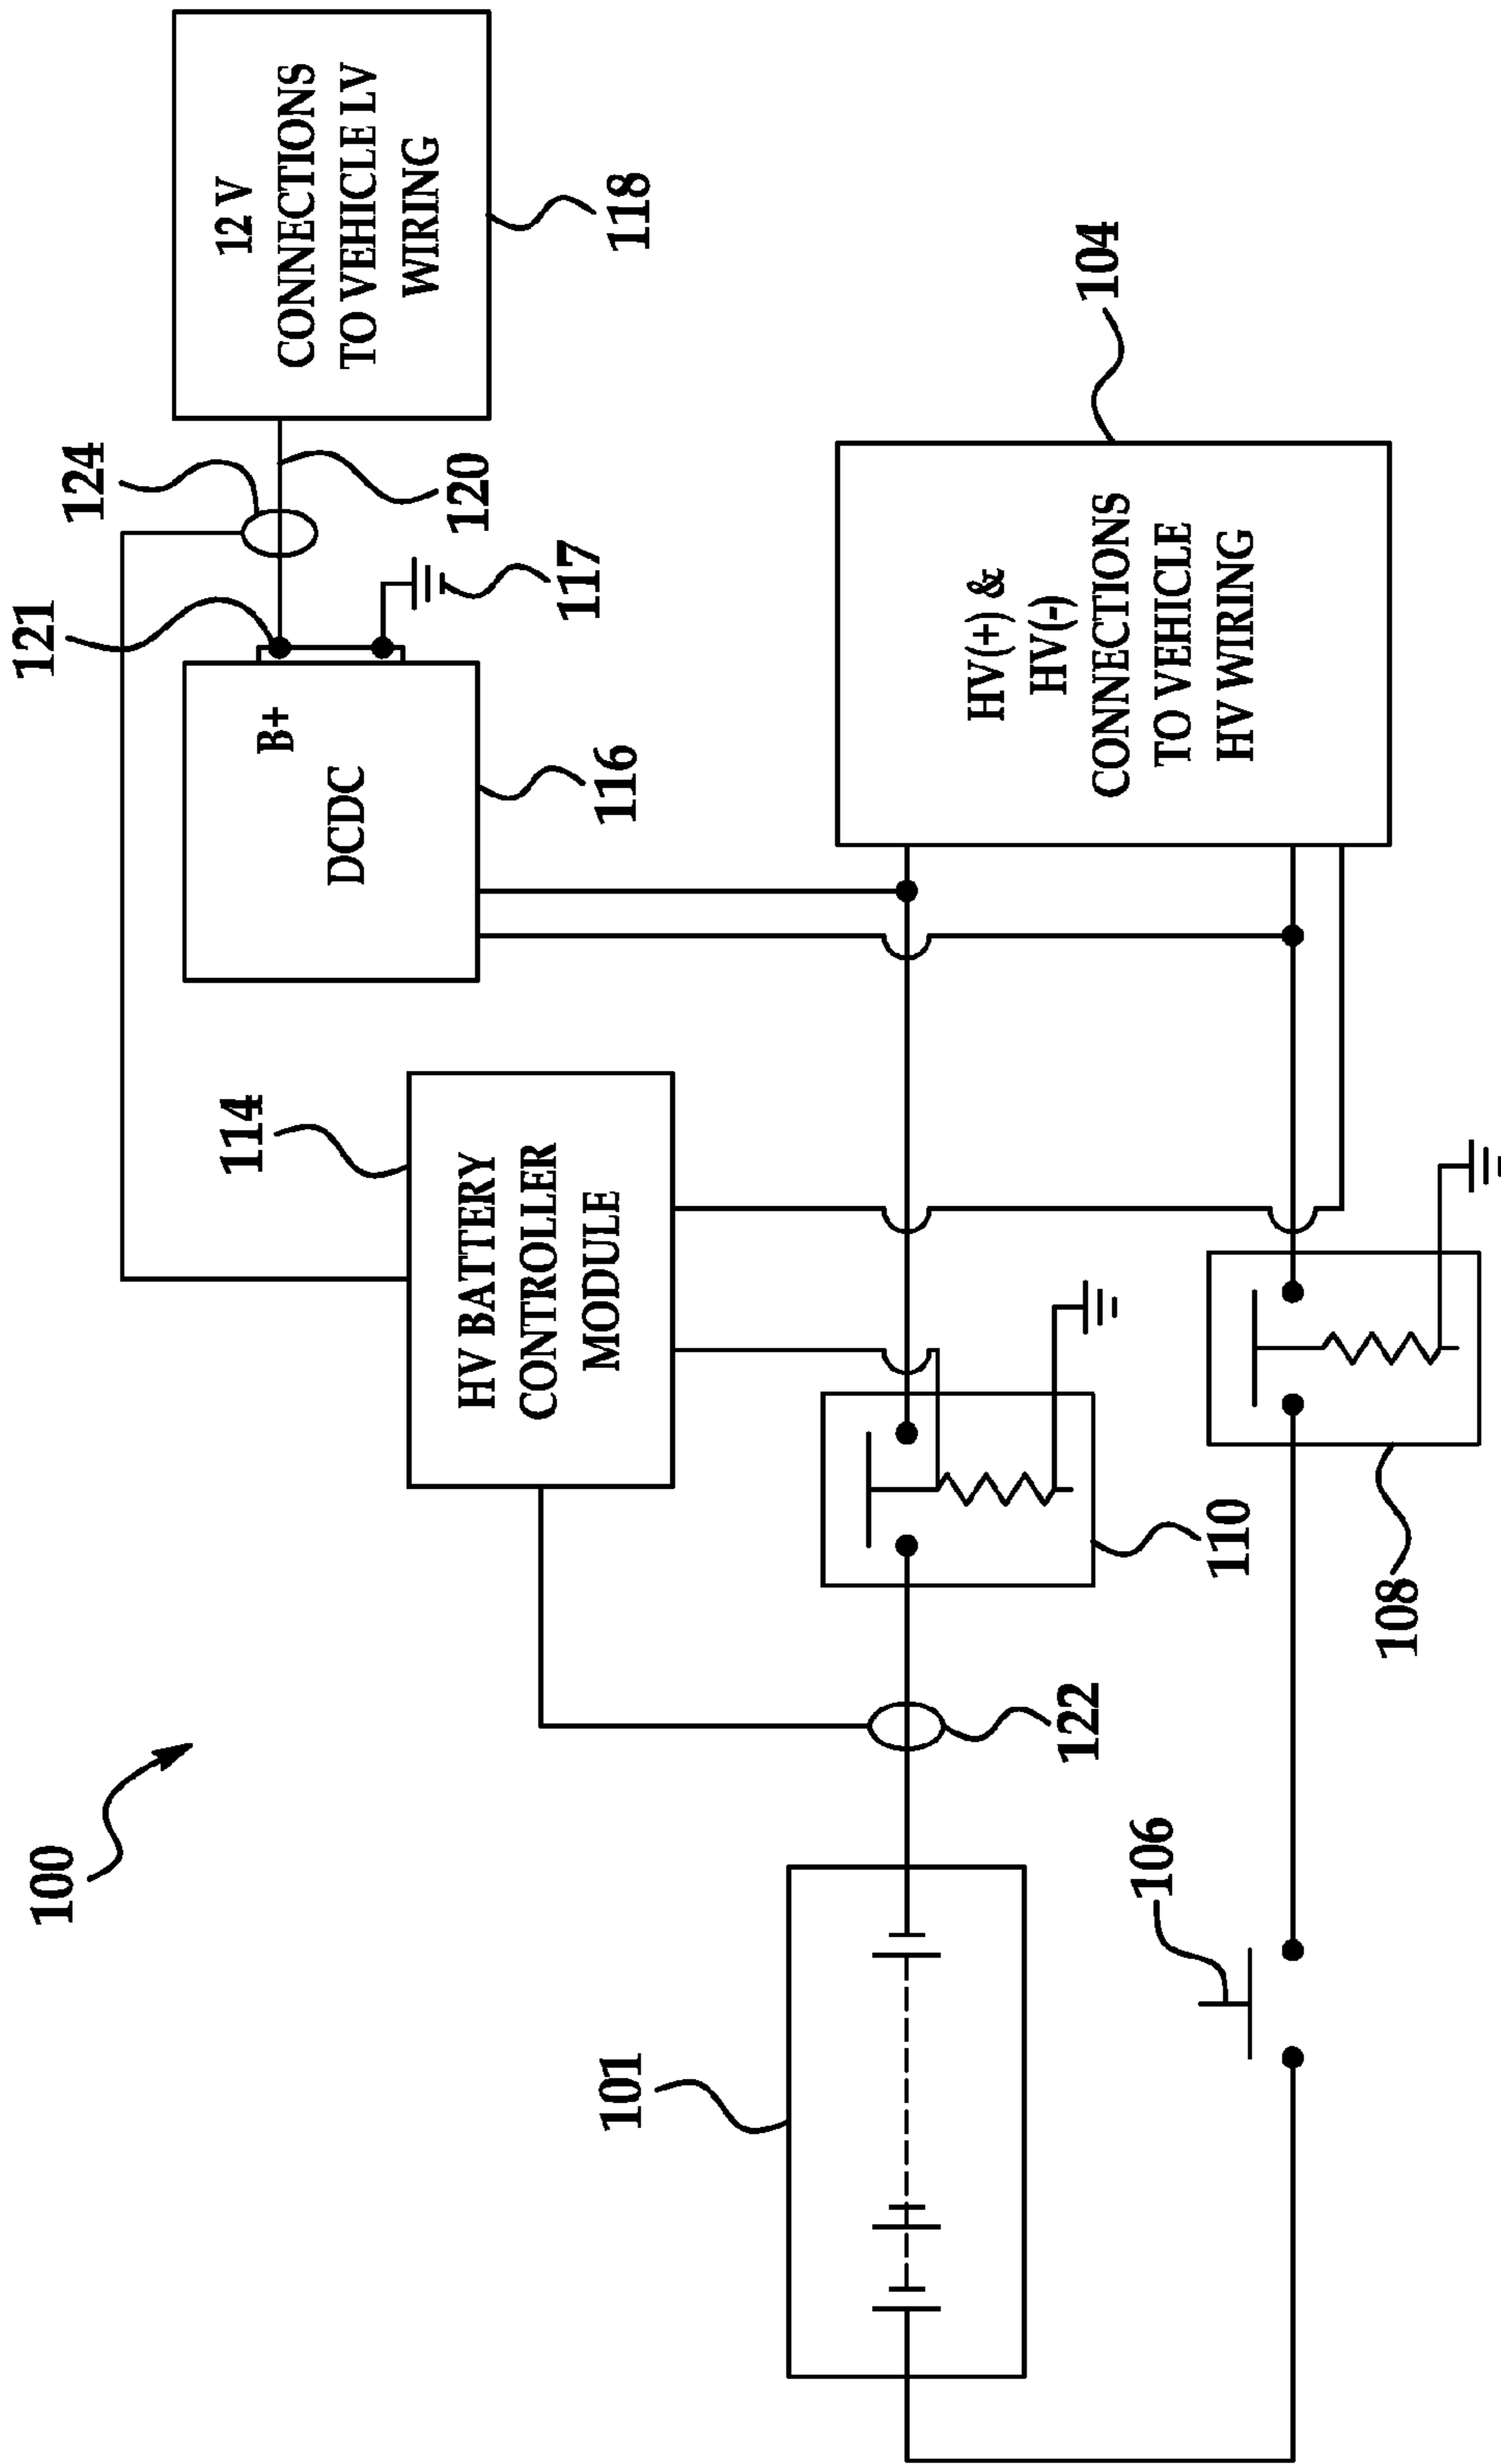 100
124
121
12 V
CONNECTIONS
TO VEHICLE LV
WIRING
118
120
117
B+
DCDC
116
114
HV BATTERY
CONTROLLER
MODULE
104
HV(+) &
HV(-)
CONNECTIONS
TO VEHICLE
HV WIRING
101
122
110
106
108